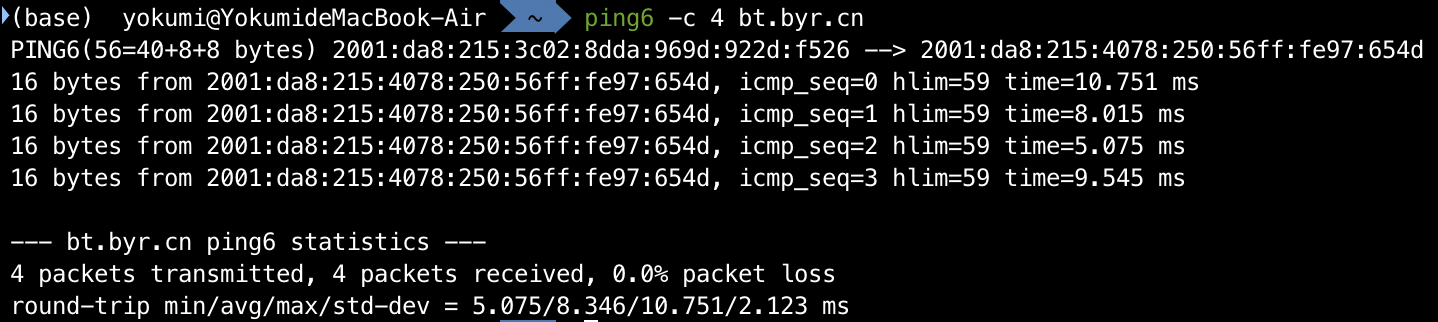 (base) yokumi@YokumideMacBook-Air ~ ping6 -c 4 bt.byr.cn
PING6(56=40+8+8 bytes) 2001:da8:215:3c02:8dda:969d:922d:f526 --> 2001:da8:215:4078:250:56ff:fe97:654d
16 bytes from 2001:da8:215:4078:250:56ff:fe97:654d, icmp_seq=0 hlim=59 time=10.751 ms
16 bytes from 2001:da8:215:4078:250:56ff:fe97:654d, icmp_seq=1 hlim=59 time=8.015 ms
16 bytes from 2001:da8:215:4078:250:56ff:fe97:654d, icmp_seq=2 hlim=59 time=5.075 ms
16 bytes from 2001:da8:215:4078:250:56ff:fe97:654d, icmp_seq=3 hlim=59 time=9.545 ms
--- bt.byr.cn ping6 statistics ---
4 packets transmitted, 4 packets received, 0.0% packet loss
round-trip min/avg/max/std-dev = 5.075/8.346/10.751/2.123 ms